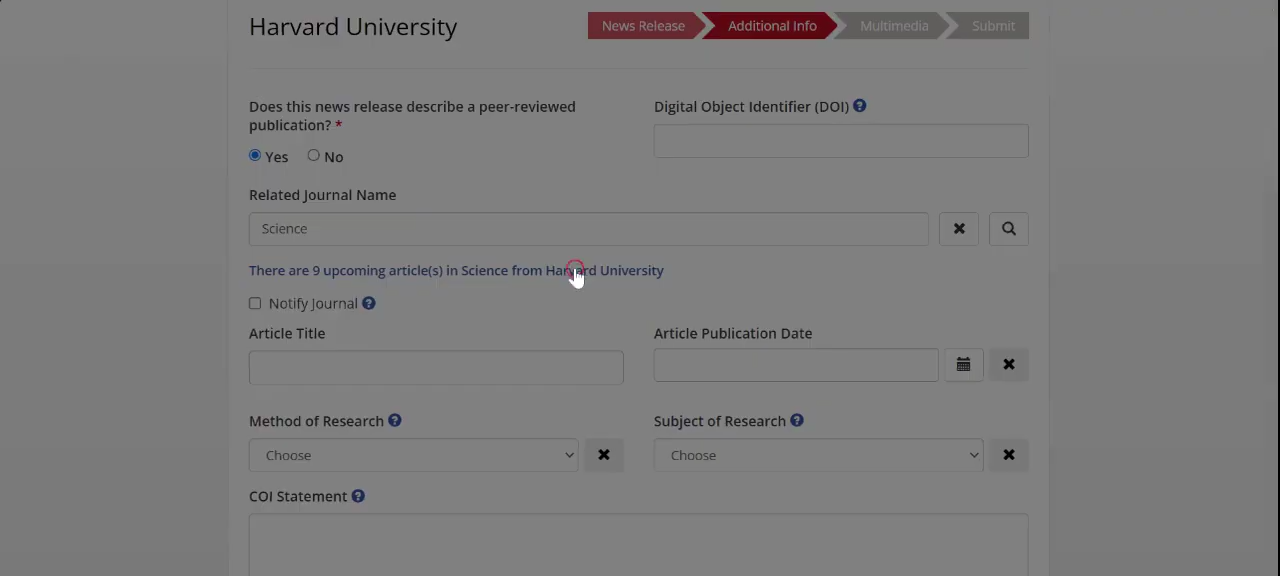 Harvard University
News Release
Additional Info
Multimedia
Submit
Does this news release describe a peer-reviewed
publication? *
Yes
No
Digital Object Identifier (DOI)
Related Journal Name
Science
There are 9 upcoming article(s) in Science from Harvard University
Notify Journal
Article Title
Article Publication Date
Method of Research
Choose
Subject of Research
Choose
COI Statement